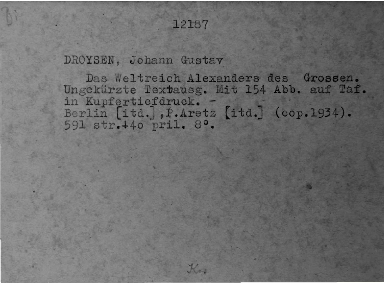 12187
DROYSEN, Johann Gustav
Das Weltreich Alexanders des Grossen.
Ungekürzte Textausg. Mit 154 Abb. auf Taf.
in Kupfertiefdruck. -
Berlin [itd.], P.Aretz [itd.] (cop.1934).
591 str.+40 pril. 8°.
K.